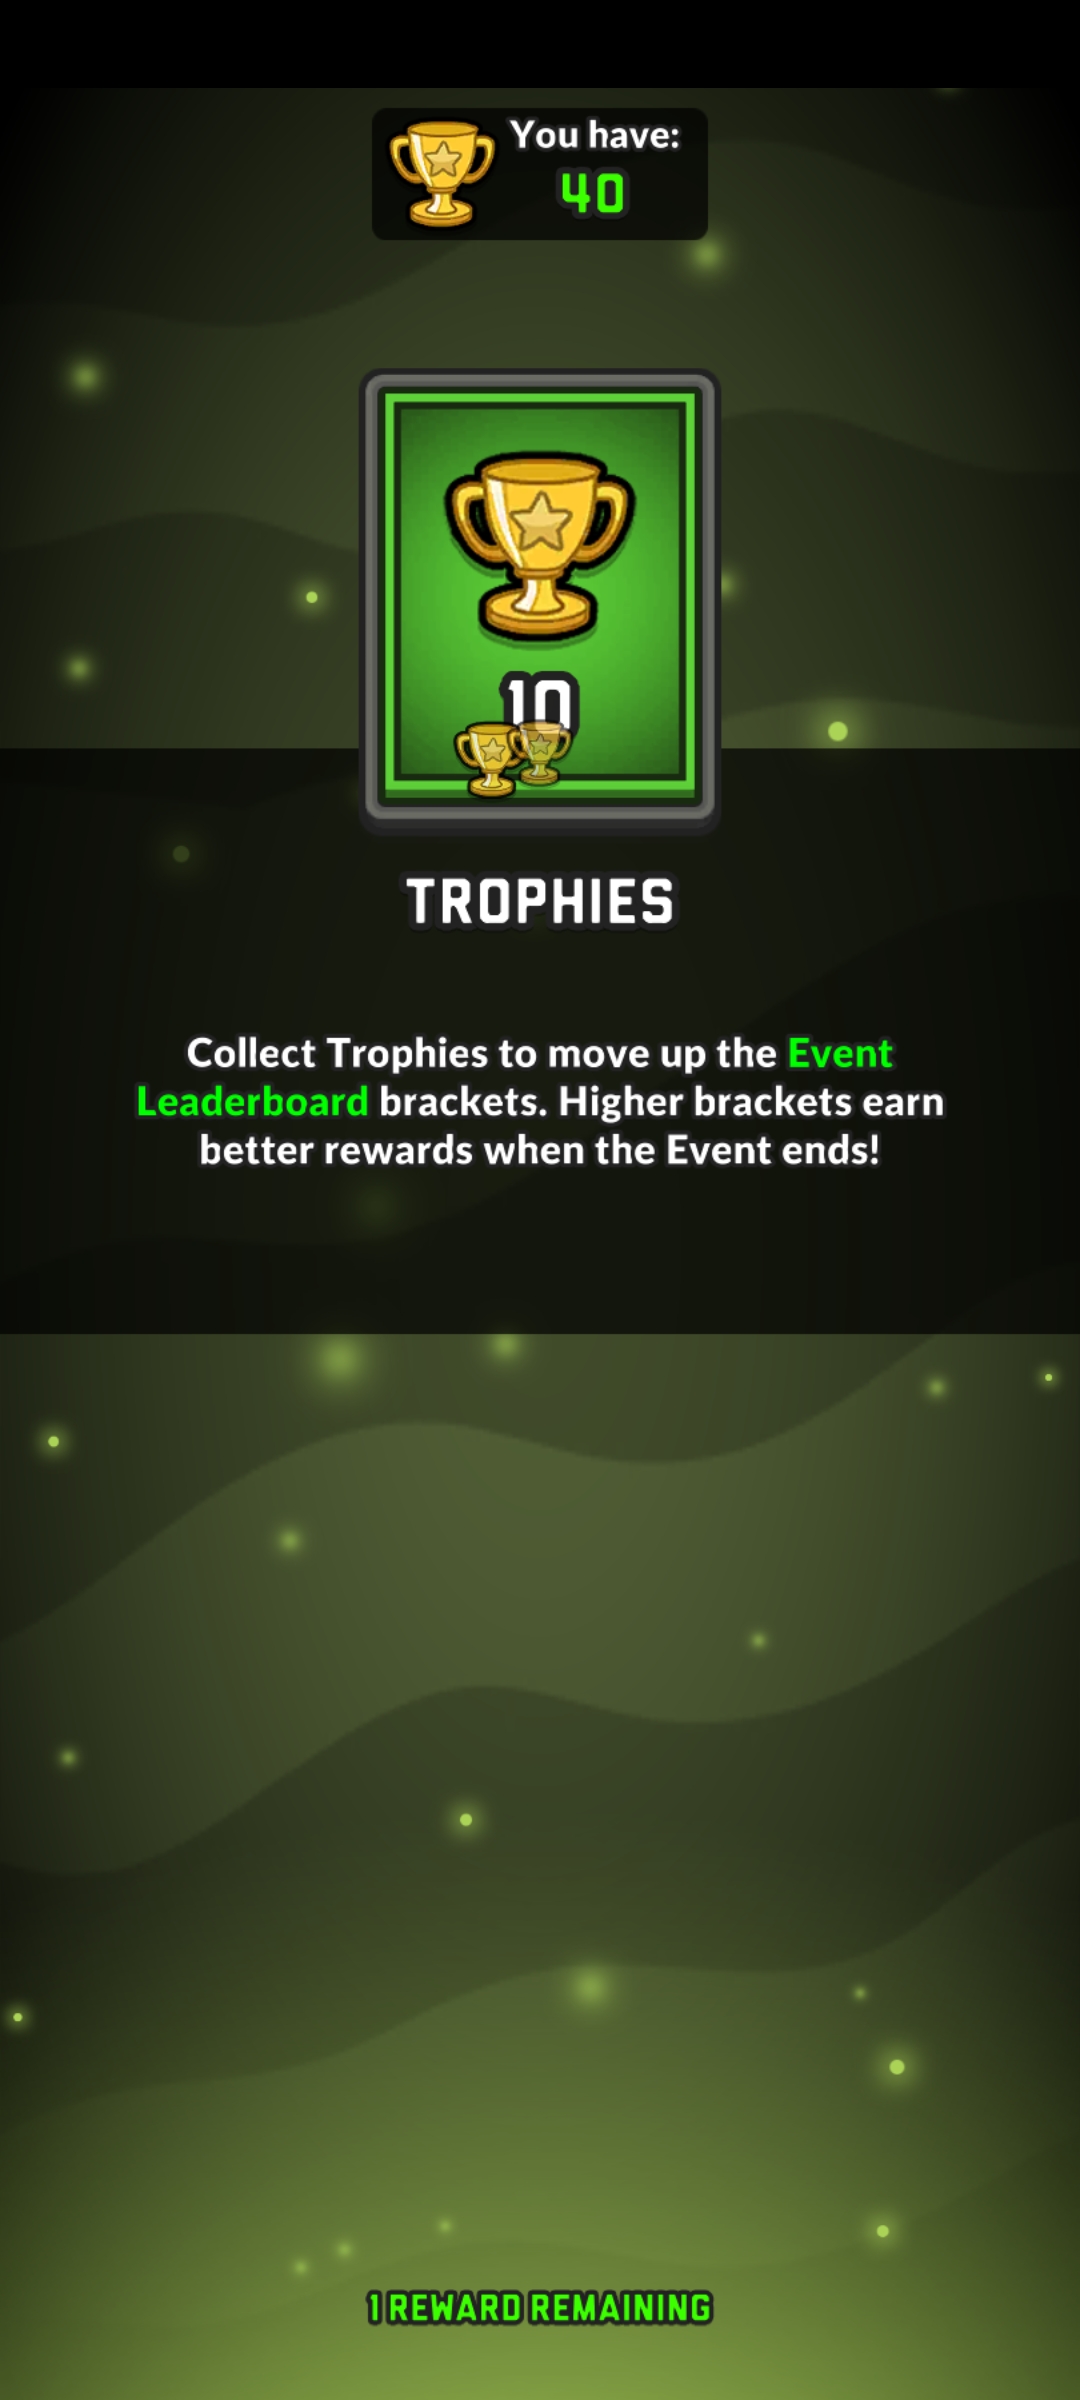 You have:
40
10
TROPHIES
Collect Trophies to move up the Event
Leaderboard brackets. Higher brackets earn
better rewards when the Event ends!
1 REWARD REMAINING